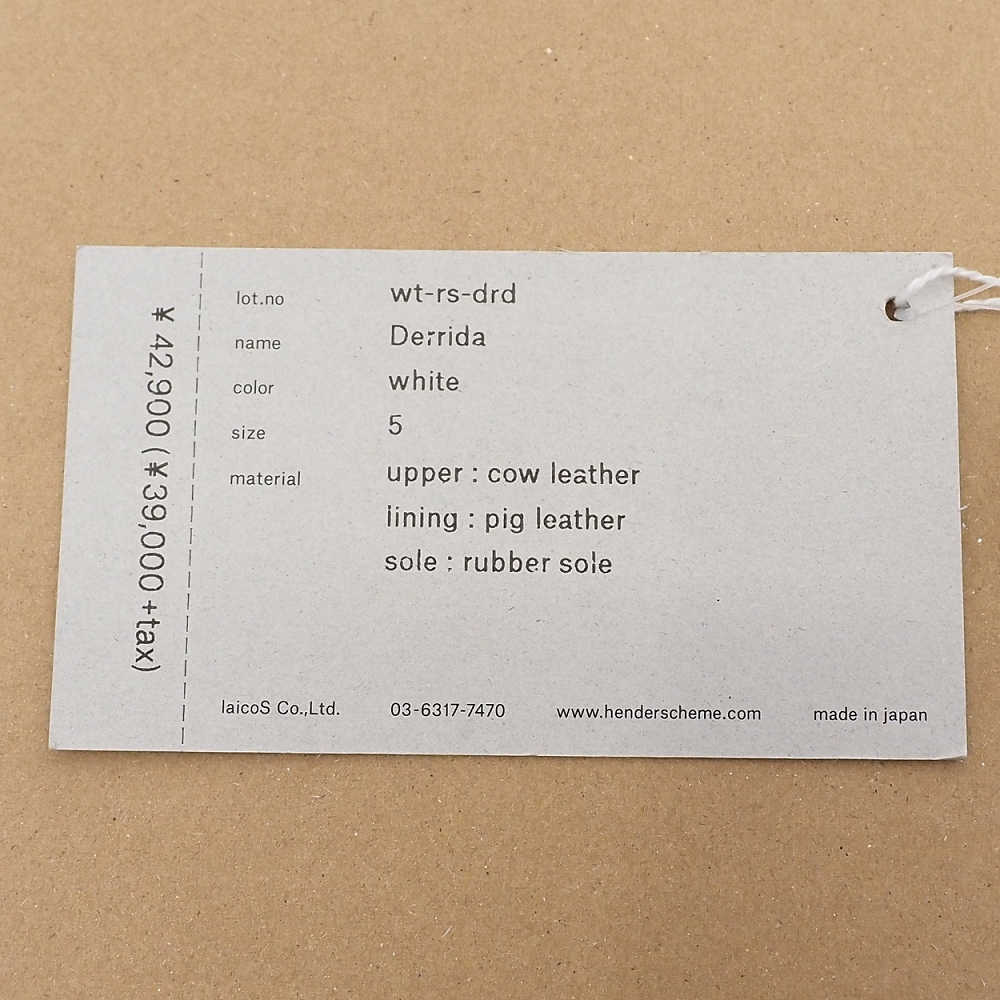 ¥ 42,900 (¥39,000+tax)
lot.no wt-rs-drd
name Derrida
color white
size 5
material upper : cow leather
lining : pig leather
sole : rubber sole
laicoS Co.,Ltd. 03-6317-7470 www.henderscheme.com made in japan